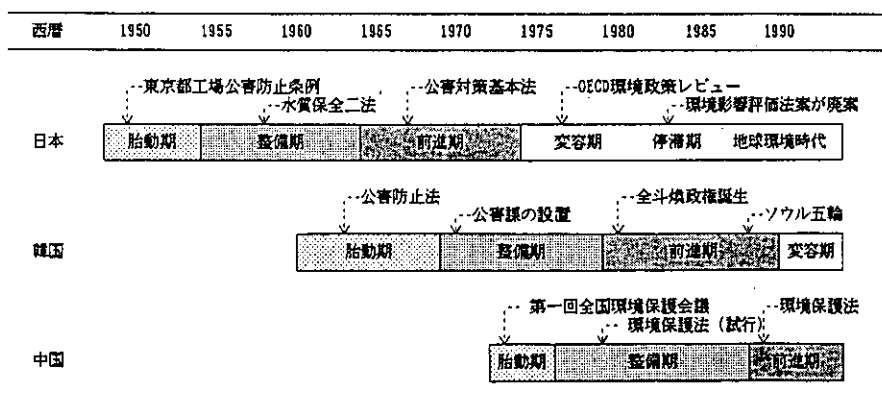 西暦 1950 1955 1960 1965 1970 1975 1980 1985 1990
東京都工場公害防止条例 公害対策基本法 OECD環境政策レビュー
水質保全二法 環境影響評価法案が廃案
日本 胎動期 整備期 前進期 変容期 停滞期 地球環境時代
公害防止法 全斗煥政権誕生
公害課の設置 ソウル五輪
韓国 胎動期 整備期 前進期 変容期
第一回全国環境保護会議 環境保護法
環境保護法（試行）
中国 胎動期 整備期 前進期